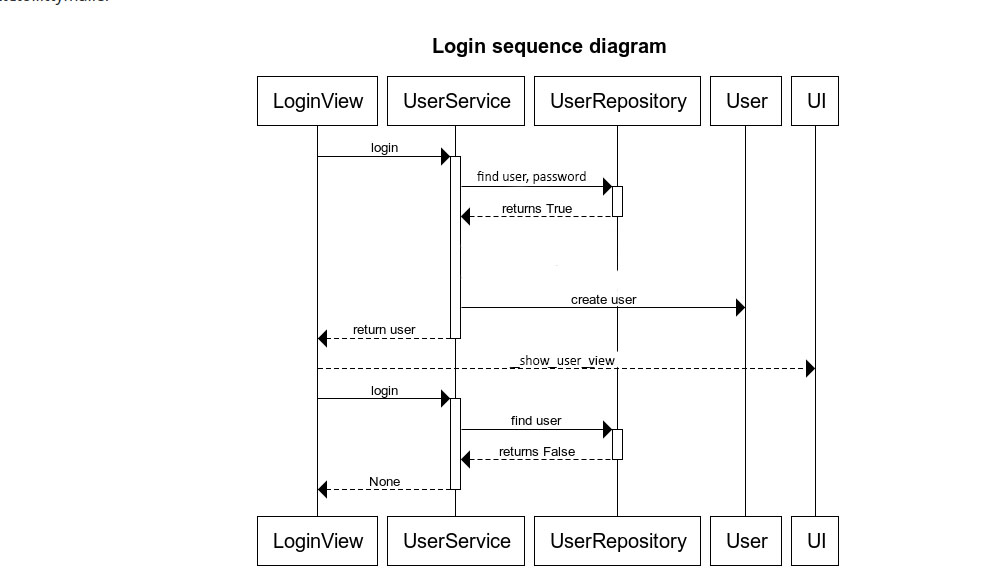 Login sequence diagram
LoginView UserService UserRepository User UI
login
find user, password
returns True
create user
return user
_show_user_view
login
find user
returns False
None
LoginView UserService UserRepository User UI